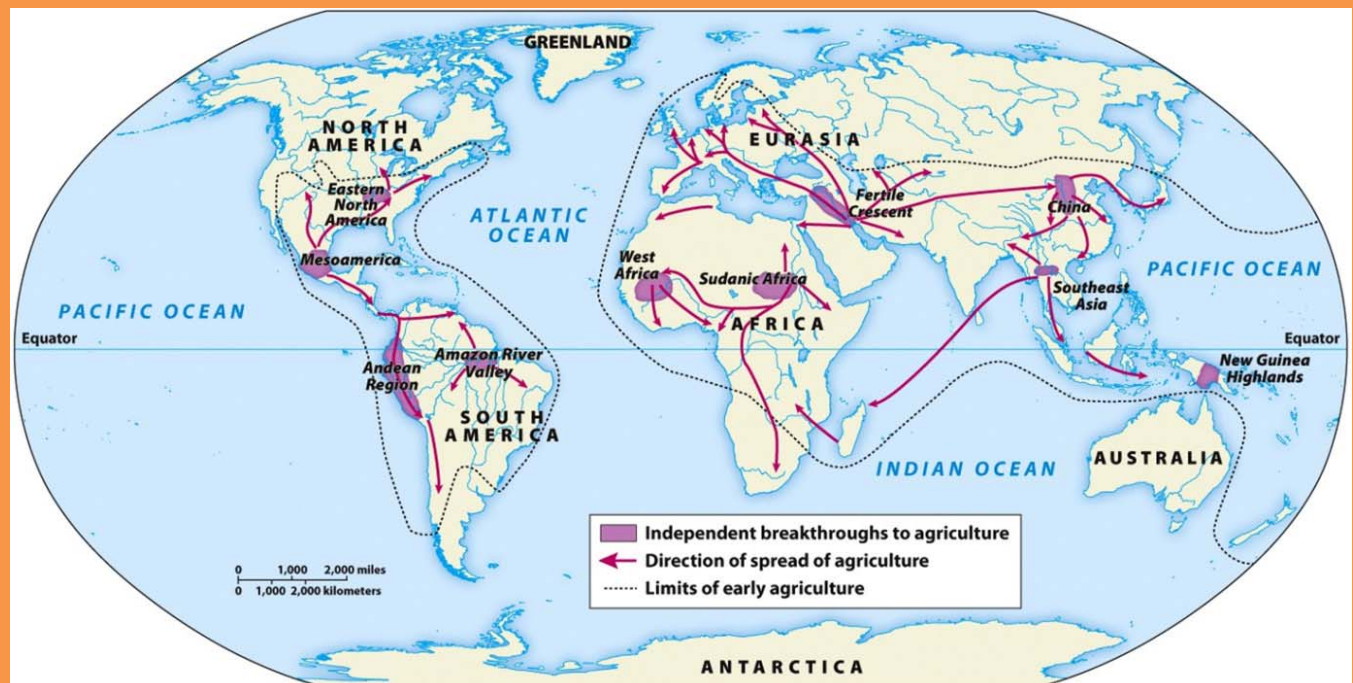 GREENLAND
NORTH
AMERICA
EURASIA
Eastern
North
America
Fertile
Crescent
China
ATLANTIC
OCEAN
Mesoamerica
West
Africa
Sudanic Africa
PACIFIC OCEAN
Southeast
Asia
PACIFIC OCEAN
AFRICA
Equator
Equator
Amazon River
Valley
Andean
Region
New Guinea
Highlands
SOUTH
AMERICA
INDIAN OCEAN
AUSTRALIA
Independent breakthroughs to agriculture
Direction of spread of agriculture
Limits of early agriculture
0 1,000 2,000 miles
0 1,000 2,000 kilometers
ANTARCTICA